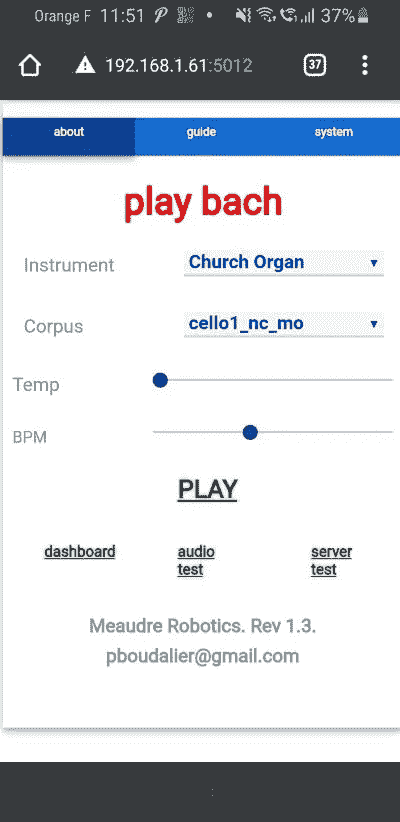 Orange F 11:51 37%
192.168.1.61:5012 37
about guide system
play bach
Instrument Church Organ
Corpus cello1_nc_mo
Temp
BPM
PLAY
dashboard audio server
test test
Meaudre Robotics. Rev 1.3.
pboudalier@gmail.com